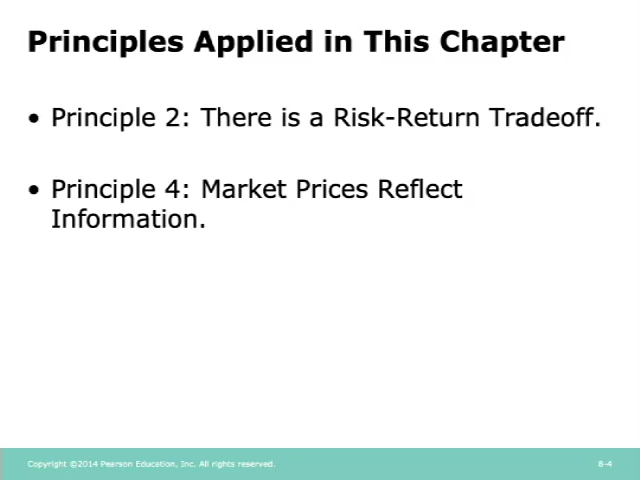 Principles Applied in This Chapter
• Principle 2: There is a Risk-Return Tradeoff.
• Principle 4: Market Prices Reflect
Information.
Copyright ©2014 Pearson Education, Inc. All rights reserved.
8-4